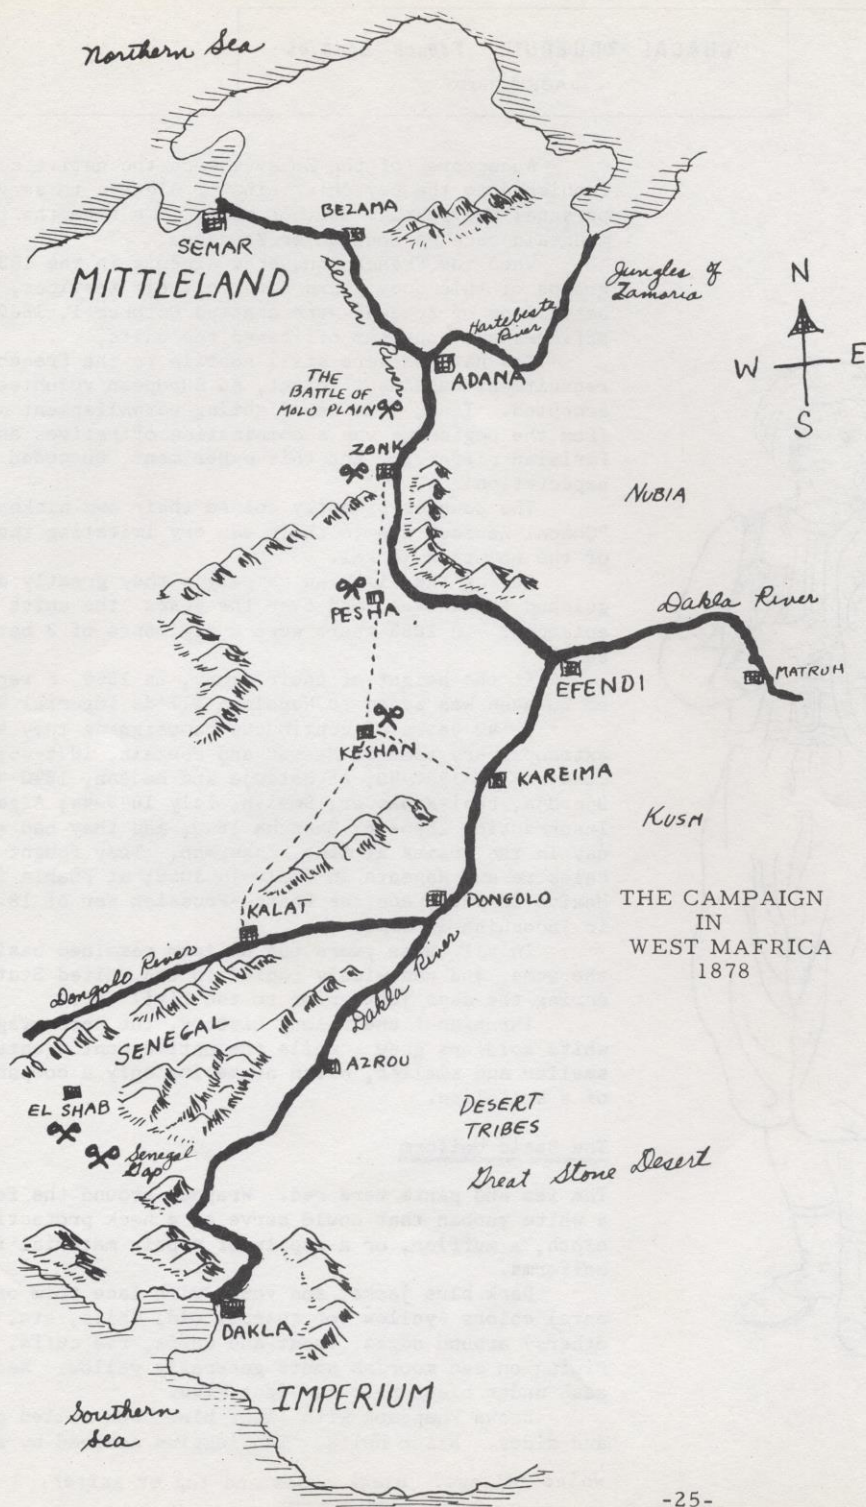 Northern Sea
BEZAMA
SEMAR
MITTLELAND
Semar River
Jungles of
Zamoria
Hartebeste
River
N
W E
S
ADANA
THE
BATTLE OF
MOLO PLAIN
ZONK
NUBIA
PESHA
Dakla River
EFENDI
MATRUH
KESHAN
KAREIMA
KUSH
DONGOLO
KALAT
THE CAMPAIGN
IN
WEST MAFRICA
1878
Dongolo River
Dakla River
SENEGAL
AZROU
EL SHAB
DESERT
TRIBES
Senegal
Gap
Great Stone Desert
DAKLA
IMPERIUM
Southern
Sea
-25-